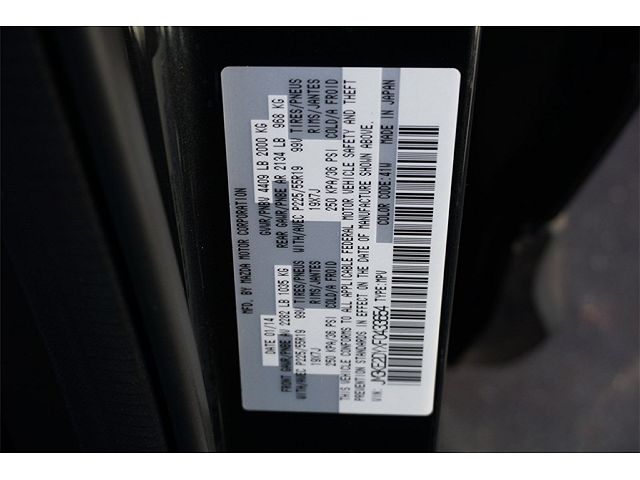 MFD. BY MAZDA MOTOR CORPORATION
DATE 01/14 GVWR/PNBV 4409 LB 2000 KG
FRONT GAWR/PNBE AV 2282 LB 1035 KG REAR GAWR/PNBE AR 2134 LB 968 KG
WITH/AVEC P225/55R19 99V TIRES/PNEUS WITH/AVEC P225/55R19 99V TIRES/PNEUS
19X7J RIMS/JANTES 19X7J RIMS/JANTES
250 KPA/36 PSI COLD/A FROID 250 KPA/36 PSI COLD/A FROID
THIS VEHICLE CONFORMS TO ALL APPLICABLE FEDERAL MOTOR VEHICLE SAFETY AND THEFT
PREVENTION STANDARDS IN EFFECT ON THE DATE OF MANUFACTURE SHOWN ABOVE.
VIN: TYPE:MPV COLOR CODE:41W MADE IN JAPAN